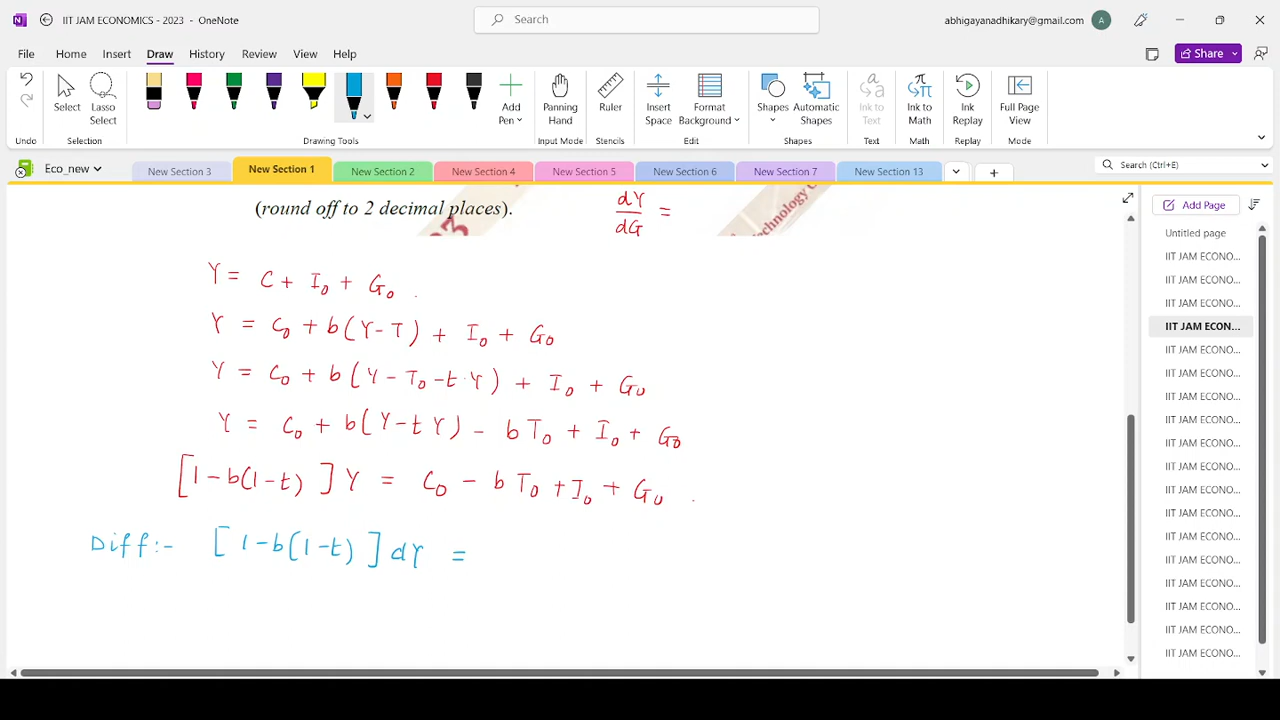 IIT JAM ECONOMICS - 2023 - OneNote
Search
abhigayanadhikary@gmail.com
A
File Home Insert Draw History Review View Help
Share
Undo
Select
Lasso Select
Add Pen
Panning Hand
Ruler
Insert Space
Format Background
Shapes
Automatic Shapes
Ink to Text
Ink to Math
Ink Replay
Full Page View
Selection
Drawing Tools
Input Mode
Stencils
Edit
Shapes
Text
Math
Replay
Mode
Eco_new
New Section 3
New Section 1
New Section 2
New Section 4
New Section 5
New Section 6
New Section 7
New Section 13
Search (Ctrl+E)
Add Page
Untitled page
IIT JAM ECONO...
IIT JAM ECONO...
IIT JAM ECONO...
IIT JAM ECON...
IIT JAM ECONO...
IIT JAM ECONO...
IIT JAM ECONO...
IIT JAM ECONO...
IIT JAM ECONO...
IIT JAM ECONO...
IIT JAM ECONO...
IIT JAM ECONO...
IIT JAM ECONO...
IIT JAM ECONO...
IIT JAM ECONO...
IIT JAM ECONO...
IIT JAM ECONO...
IIT JAM ECONO...
(round off to 2 decimal places).
dY/dG =
Y = C + I₀ + G₀
Y = C₀ + b(Y-T) + I₀ + G₀
Y = C₀ + b(Y-T₀-t·Y) + I₀ + G₀
Y = C₀ + b(Y-tY) - bT₀ + I₀ + G₀
[1-b(1-t)]Y = C₀ - bT₀ + I₀ + G₀
Diff:- [1-b(1-t)]dY =